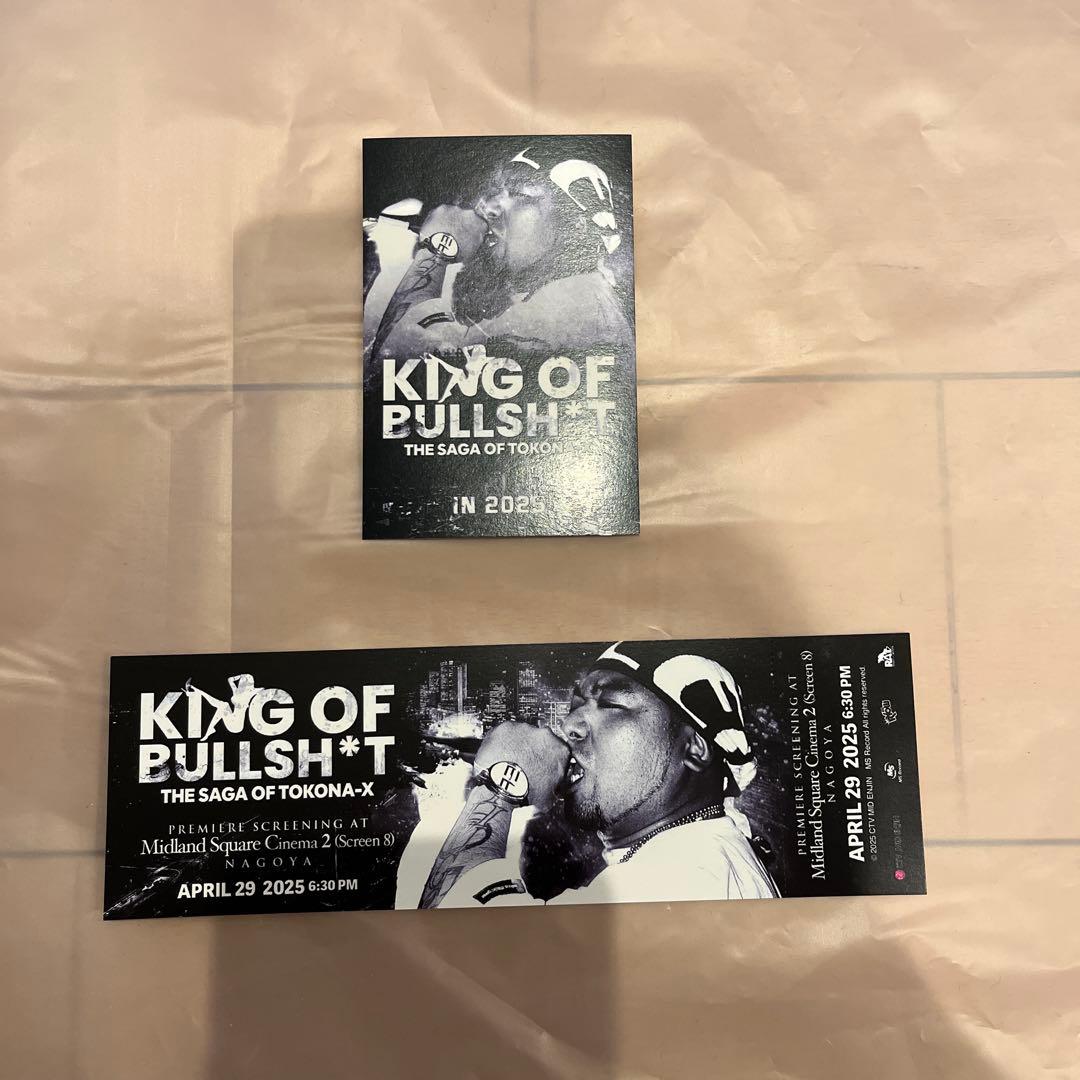 KING OF
BULLSH*T
THE SAGA OF TOKON
IN 2025
KING OF
BULLSH*T
THE SAGA OF TOKONA-X
PREMIERE SCREENING AT
Midland Square Cinema 2 (Screen 8)
NAGOYA
APRIL 29 2025 6:30 PM
PREMIERE SCREENING AT
Midland Square Cinema 2 (Screen 8)
NAGOYA
APRIL 29 2025 6:30 PM
© 2025 CTV MID ENJIN MS Record All rights reserved.
MS Record